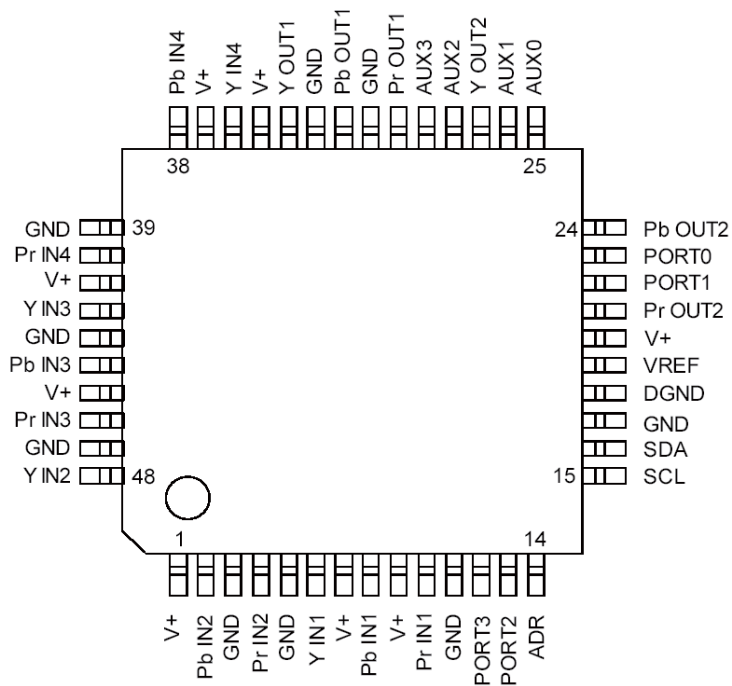 Pb IN4
V+
Y IN4
V+
Y OUT1
GND
Pb OUT1
GND
Pr OUT1
AUX3
AUX2
Y OUT2
AUX1
AUX0
38
25
GND
39
Pr IN4
V+
Y IN3
GND
Pb IN3
V+
Pr IN3
GND
Y IN2
48
24
Pb OUT2
PORT0
PORT1
Pr OUT2
V+
VREF
DGND
GND
SDA
15
SCL
1
14
V+
Pb IN2
GND
Pr IN2
GND
Y IN1
V+
Pb IN1
V+
Pr IN1
GND
PORT3
PORT2
ADR